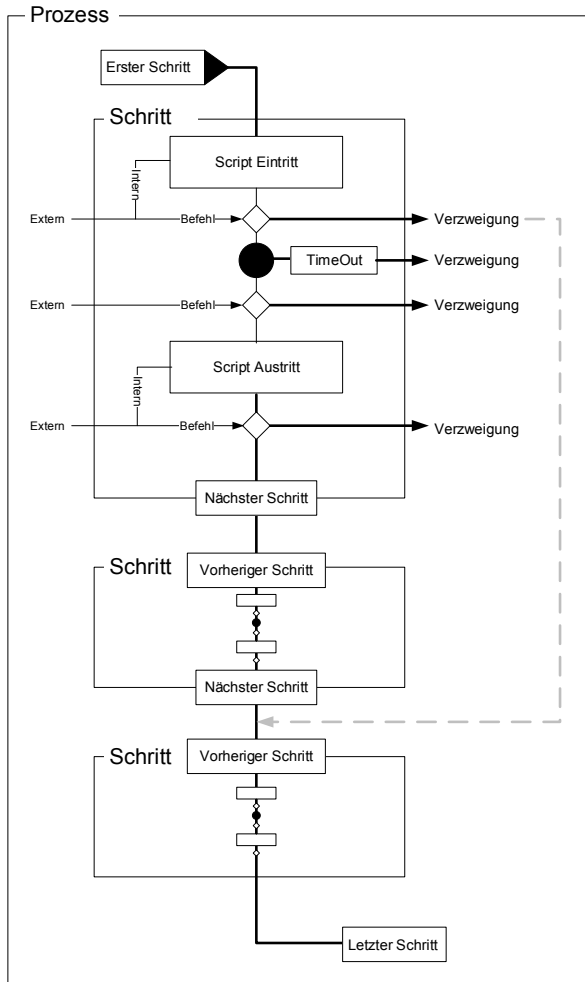 Prozess
Erster Schritt
Schritt
Script Eintritt
Intern
Extern
Befehl
Verzweigung
TimeOut
Verzweigung
Extern
Befehl
Verzweigung
Script Austritt
Intern
Extern
Befehl
Verzweigung
Nächster Schritt
Schritt
Vorheriger Schritt
Nächster Schritt
Schritt
Vorheriger Schritt
Letzter Schritt